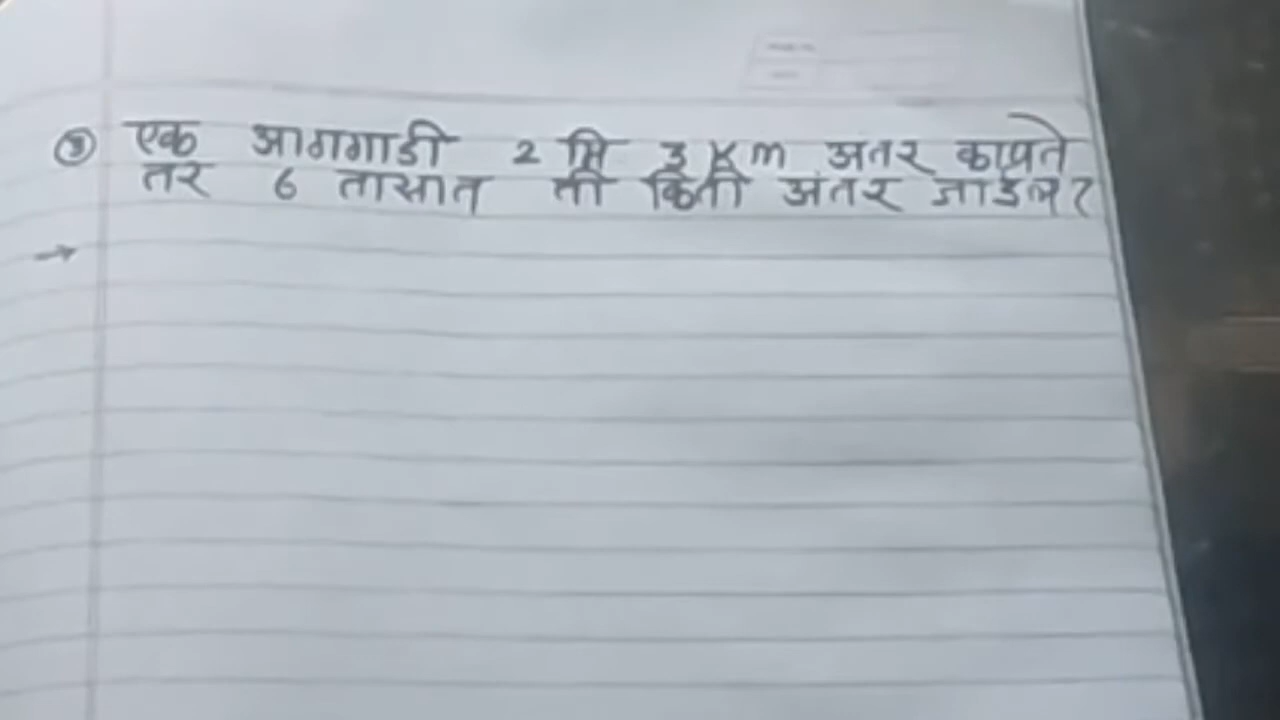 ③ एक आगगाडी 2 मि 3 Km अंतर कापते
तर 6 तासात ती किती अंतर जाईल?
→